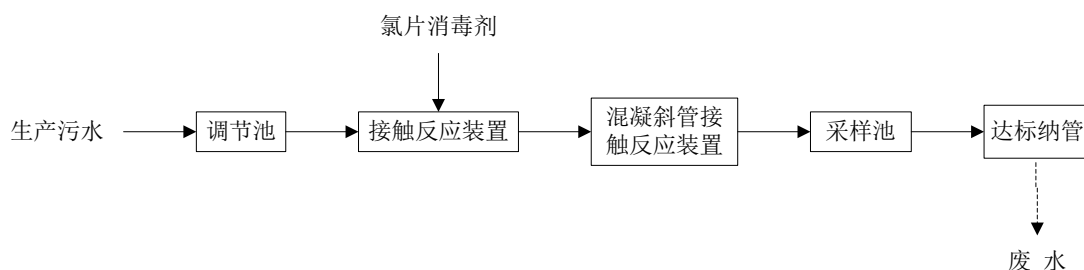 氯片消毒剂
生产污水
调节池
接触反应装置
混凝斜管接
触反应装置
采样池
达标纳管
废 水